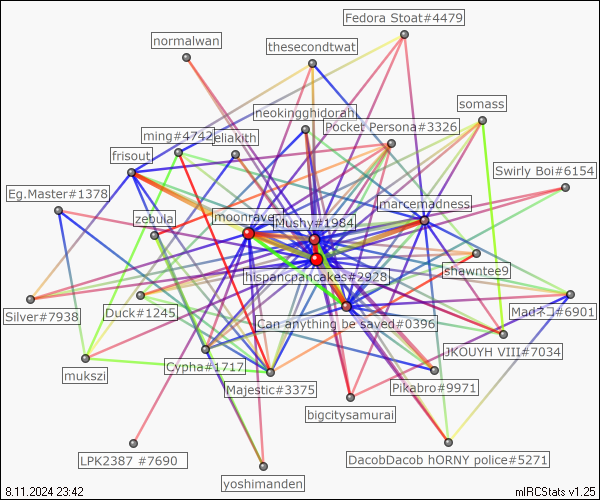 Fedora Stoat#4479
normalwan
thesecondtwat
somass
neokingghidorah
Pocket Persona#3326
ming#4742
eliakith
frisout
Swirly Boi#6154
Eg.Master#1378
marcemadness
zebula
moonrave
Mushy#1984
shawntee9
hispancpancakes#2928
Silver#7938
Duck#1245
Madネコ#6901
Can anything be saved#0396
JKOUYH VIII#7034
mukszi
Cypha#1717
Majestic#3375
Pikabro#9971
bigcitysamurai
LPK2387 #7690
DacobDacob hORNY police#5271
yoshimanden
8.11.2024 23:42
mIRCStats v1.25